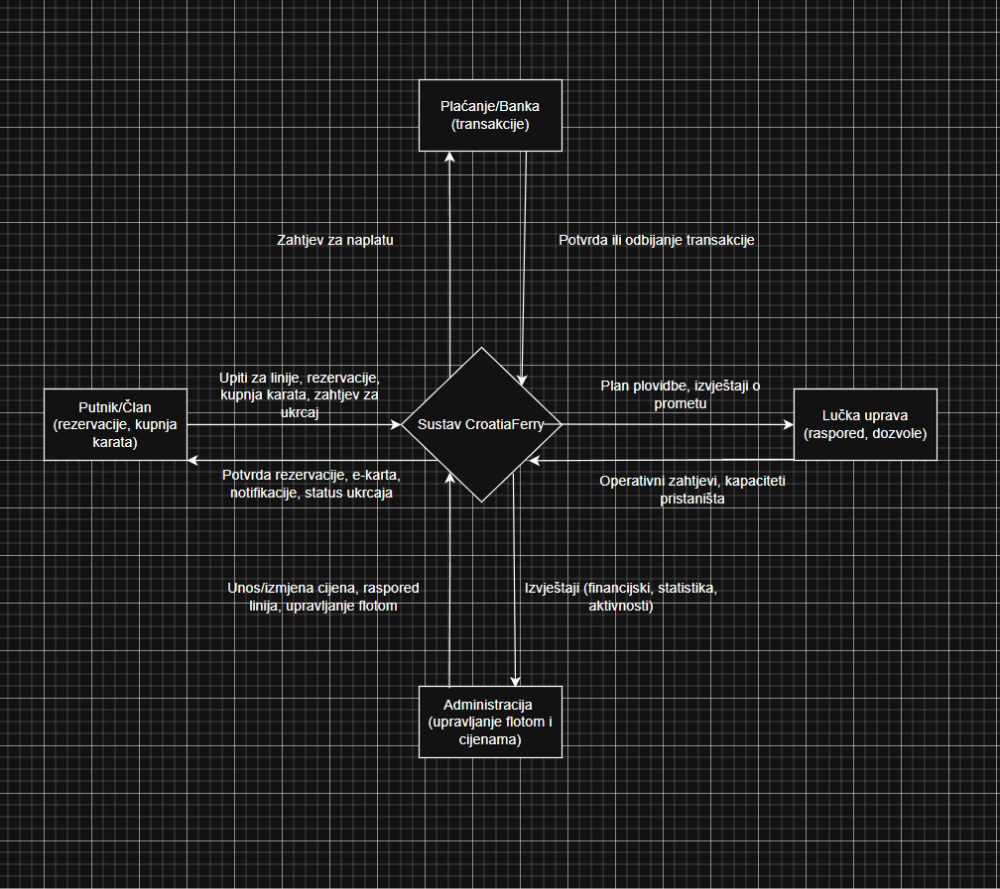 Plaćanje/Banka
(transakcije)
Zahtjev za naplatu
Potvrda ili odbijanje transakcije
Upiti za linije, rezervacije,
kupnja karata, zahtjev za
ukrcaj
Plan plovidbe, izvještaji o
prometu
Putnik/Član
(rezervacije, kupnja
karata)
Sustav CroatiaFerry
Lučka uprava
(raspored, dozvole)
Potvrda rezervacije, e-karta,
notifikacije, status ukrcaja
Operativni zahtjevi, kapaciteti
pristaništa
Unos/izmjena cijena, raspored
linija, upravljanje flotom
Izvještaji (financijski, statistika,
aktivnosti)
Administracija
(upravljanje flotom i
cijenama)